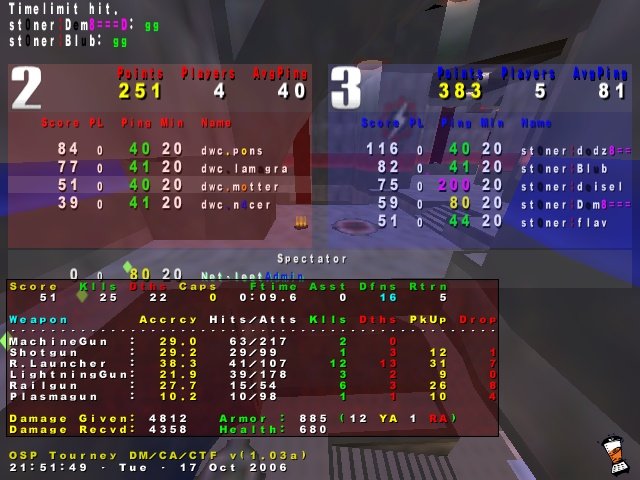 Timelimit hit.
st0ner|Dem8===D: gg
st0ner|Blub: gg
2 Points Players AvgPing
251 4 40
3 Points Players AvgPing
383 5 81
Score PL Ping Min Name
84 0 40 20 dwc.pons
77 0 41 20 dwc.lamogra
51 0 40 20 dwc.motter
39 0 41 20 dwc.n4cer
Score PL Ping Min Name
116 0 40 20 st0ner|dedz8==
82 0 41 20 st0ner|Blub
75 0 200 20 st0ner|deisel
59 0 80 20 st0ner|Dem8===
51 0 44 20 st0ner|flav
Spectator
0 0 80 20 Net-leetAdmin
Score Klls Dths Caps Ftime Asst Dfns Rtrn
51 25 22 0 0:09.6 0 16 5
Weapon Accrcy Hits/Atts Klls Dths PkUp Drop
MachineGun : 29.0 63/217 2 0
Shotgun : 29.2 29/99 1 3 12 1
R.Launcher : 38.3 41/107 12 13 31 7
LightningGun: 21.9 39/178 3 2 9 0
Railgun : 27.7 15/54 6 3 26 8
Plasmagun : 10.2 10/98 1 1 10 4
Damage Given: 4812 Armor : 885 (12 YA 1 RA)
Damage Recvd: 4358 Health: 680
OSP Tourney DM/CA/CTF v(1.03a)
21:51:49 - Tue - 17 Oct 2006